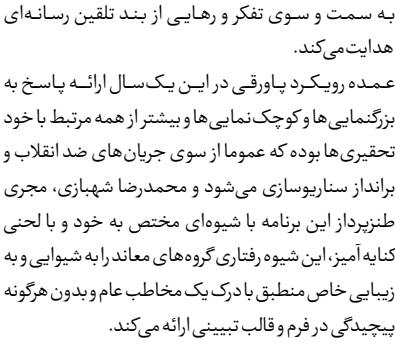 به سمت و سوی تفکر و رهایی از بند تلقین رسانه‌ای
هدایت می‌کند.
عمده رویکرد پاورقی در این یک‌سال ارائه پاسخ به
بزرگنمایی‌ها و کوچک‌نمایی‌ها و بیشتر از همه مرتبط با خود
تحقیری‌ها بوده که عموما از سوی جریان‌های ضد انقلاب و
برانداز سناریوسازی می‌شود و محمدرضا شهبازی، مجری
طنزپرداز این برنامه با شیوه‌ای مختص به خود و با لحنی
کنایه‌آمیز، این شیوه رفتاری گروه‌های معاند را به شیوایی و به
زیبایی خاص منطبق با درک یک مخاطب عام و بدون هرگونه
پیچیدگی در فرم و قالب تبیینی ارائه می‌کند.